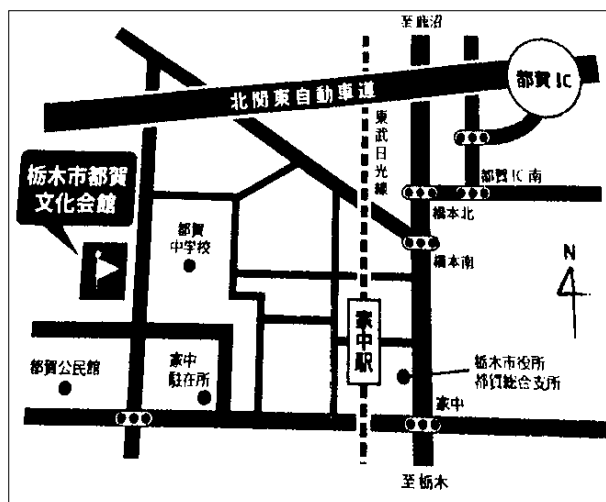 至鹿沼
都賀IC
北関東自動車道
東武日光線
都賀IC南
栃木市都賀
文化会館
橋本北
都賀
中学校
橋本南
N
家中駅
都賀公民館
家中
駐在所
栃木市役所
都賀総合支所
家中
至栃木